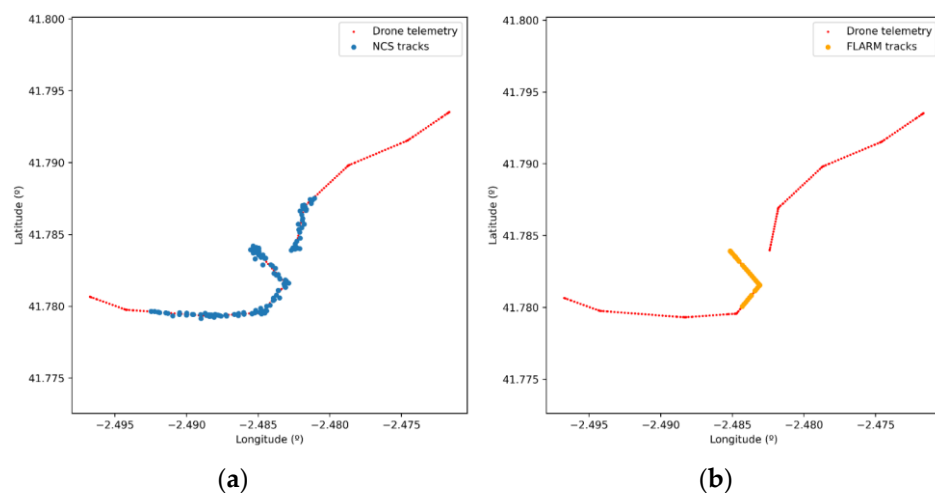 41.800
41.795
41.790
41.785
41.780
41.775
Latitude (º)
−2.495 −2.490 −2.485 −2.480 −2.475
Longitude (º)
Drone telemetry
NCS tracks
(a)
41.800
41.795
41.790
41.785
41.780
41.775
Latitude (º)
−2.495 −2.490 −2.485 −2.480 −2.475
Longitude (º)
Drone telemetry
FLARM tracks
(b)